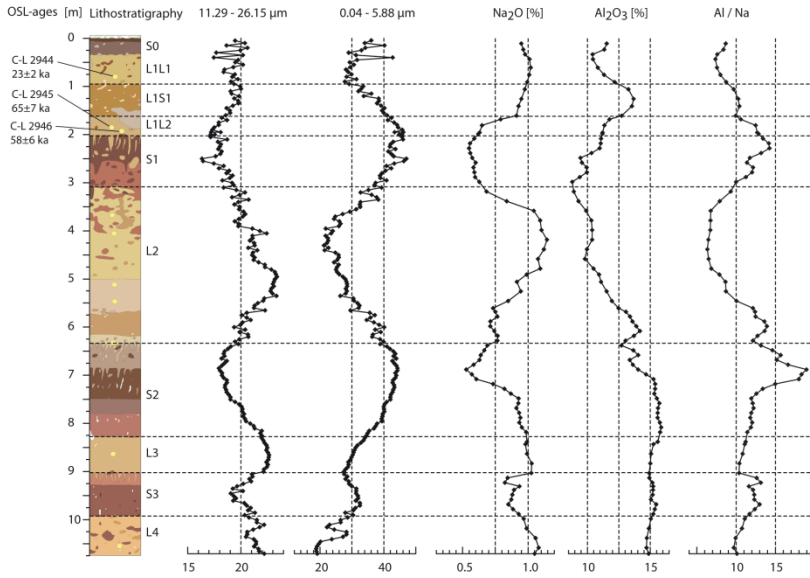 OSL-ages [m] Lithostratigraphy 11.29 - 26.15 µm 0.04 - 5.88 µm Na₂O [%] Al₂O₃ [%] Al / Na
0
S0
C-L 2944
23±2 ka
L1L1
1
C-L 2945
65±7 ka
L1S1
C-L 2946
58±6 ka
L1L2
2
S1
3
4
L2
5
6
7
S2
8
L3
9
S3
10
L4
15 20 20 40 0.5 1 10 15 10 15